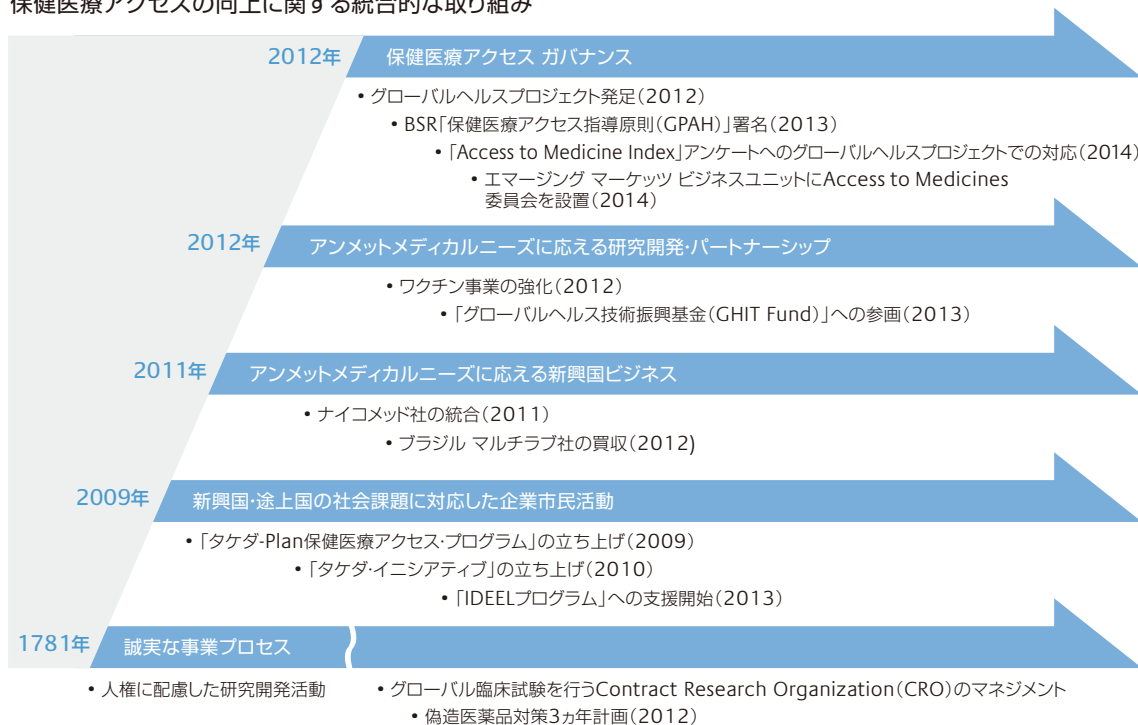 保健医療アクセスの向上に関する統合的な取り組み
2012年 保健医療アクセス ガバナンス
• グローバルヘルスプロジェクト発足（2012）
• BSR「保健医療アクセス指導原則（GPAH）」署名（2013）
• 「Access to Medicine Index」アンケートへのグローバルヘルスプロジェクトでの対応（2014）
• エマージング マーケッツ ビジネスユニットにAccess to Medicines
委員会を設置（2014）
2012年 アンメットメディカルニーズに応える研究開発・パートナーシップ
• ワクチン事業の強化（2012）
• 「グローバルヘルス技術振興基金（GHIT Fund）」への参画（2013）
2011年 アンメットメディカルニーズに応える新興国ビジネス
• ナイコメッド社の統合（2011）
• ブラジル マルチラブ社の買収（2012)
2009年 新興国・途上国の社会課題に対応した企業市民活動
• 「タケダ-Plan保健医療アクセス・プログラム」の立ち上げ（2009）
• 「タケダ・イニシアティブ」の立ち上げ（2010）
• 「IDEELプログラム」への支援開始（2013）
1781年 誠実な事業プロセス
• 人権に配慮した研究開発活動 • グローバル臨床試験を行うContract Research Organization（CRO）のマネジメント
• 偽造医薬品対策3ヵ年計画（2012）